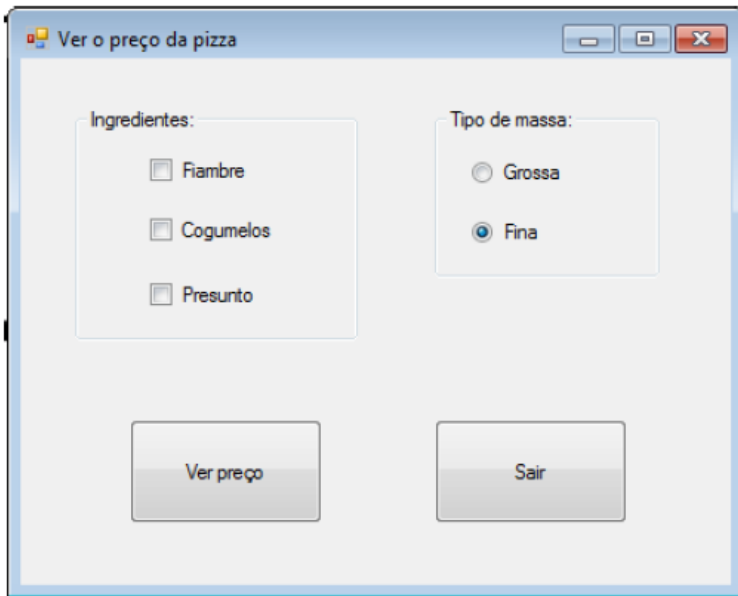 Ver o preço da pizza
Ingredientes:
Fiambre
Cogumelos
Presunto
Tipo de massa:
Grossa
Fina
Ver preço
Sair